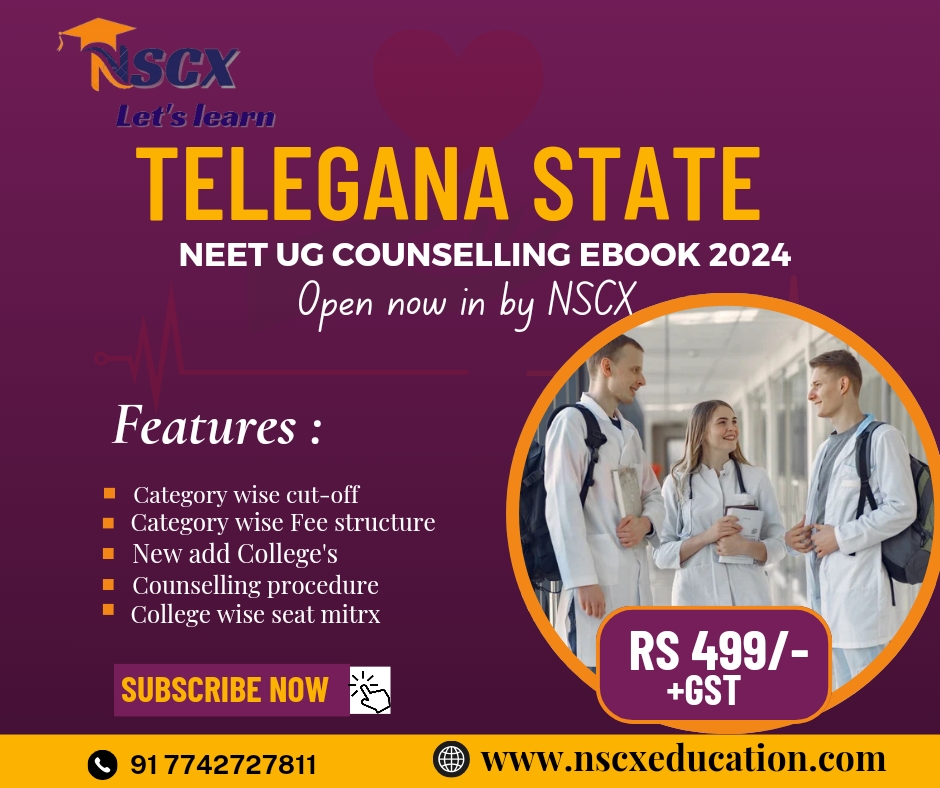 NSCX
Let's learn
TELEGANA STATE
NEET UG COUNSELLING EBOOK 2024
Open now in by NSCX
Features :
Category wise cut-off
Category wise Fee structure
New add College's
Counselling procedure
College wise seat mitrx
RS 499/-
+GST
SUBSCRIBE NOW
91 7742727811
www.nscxeducation.com